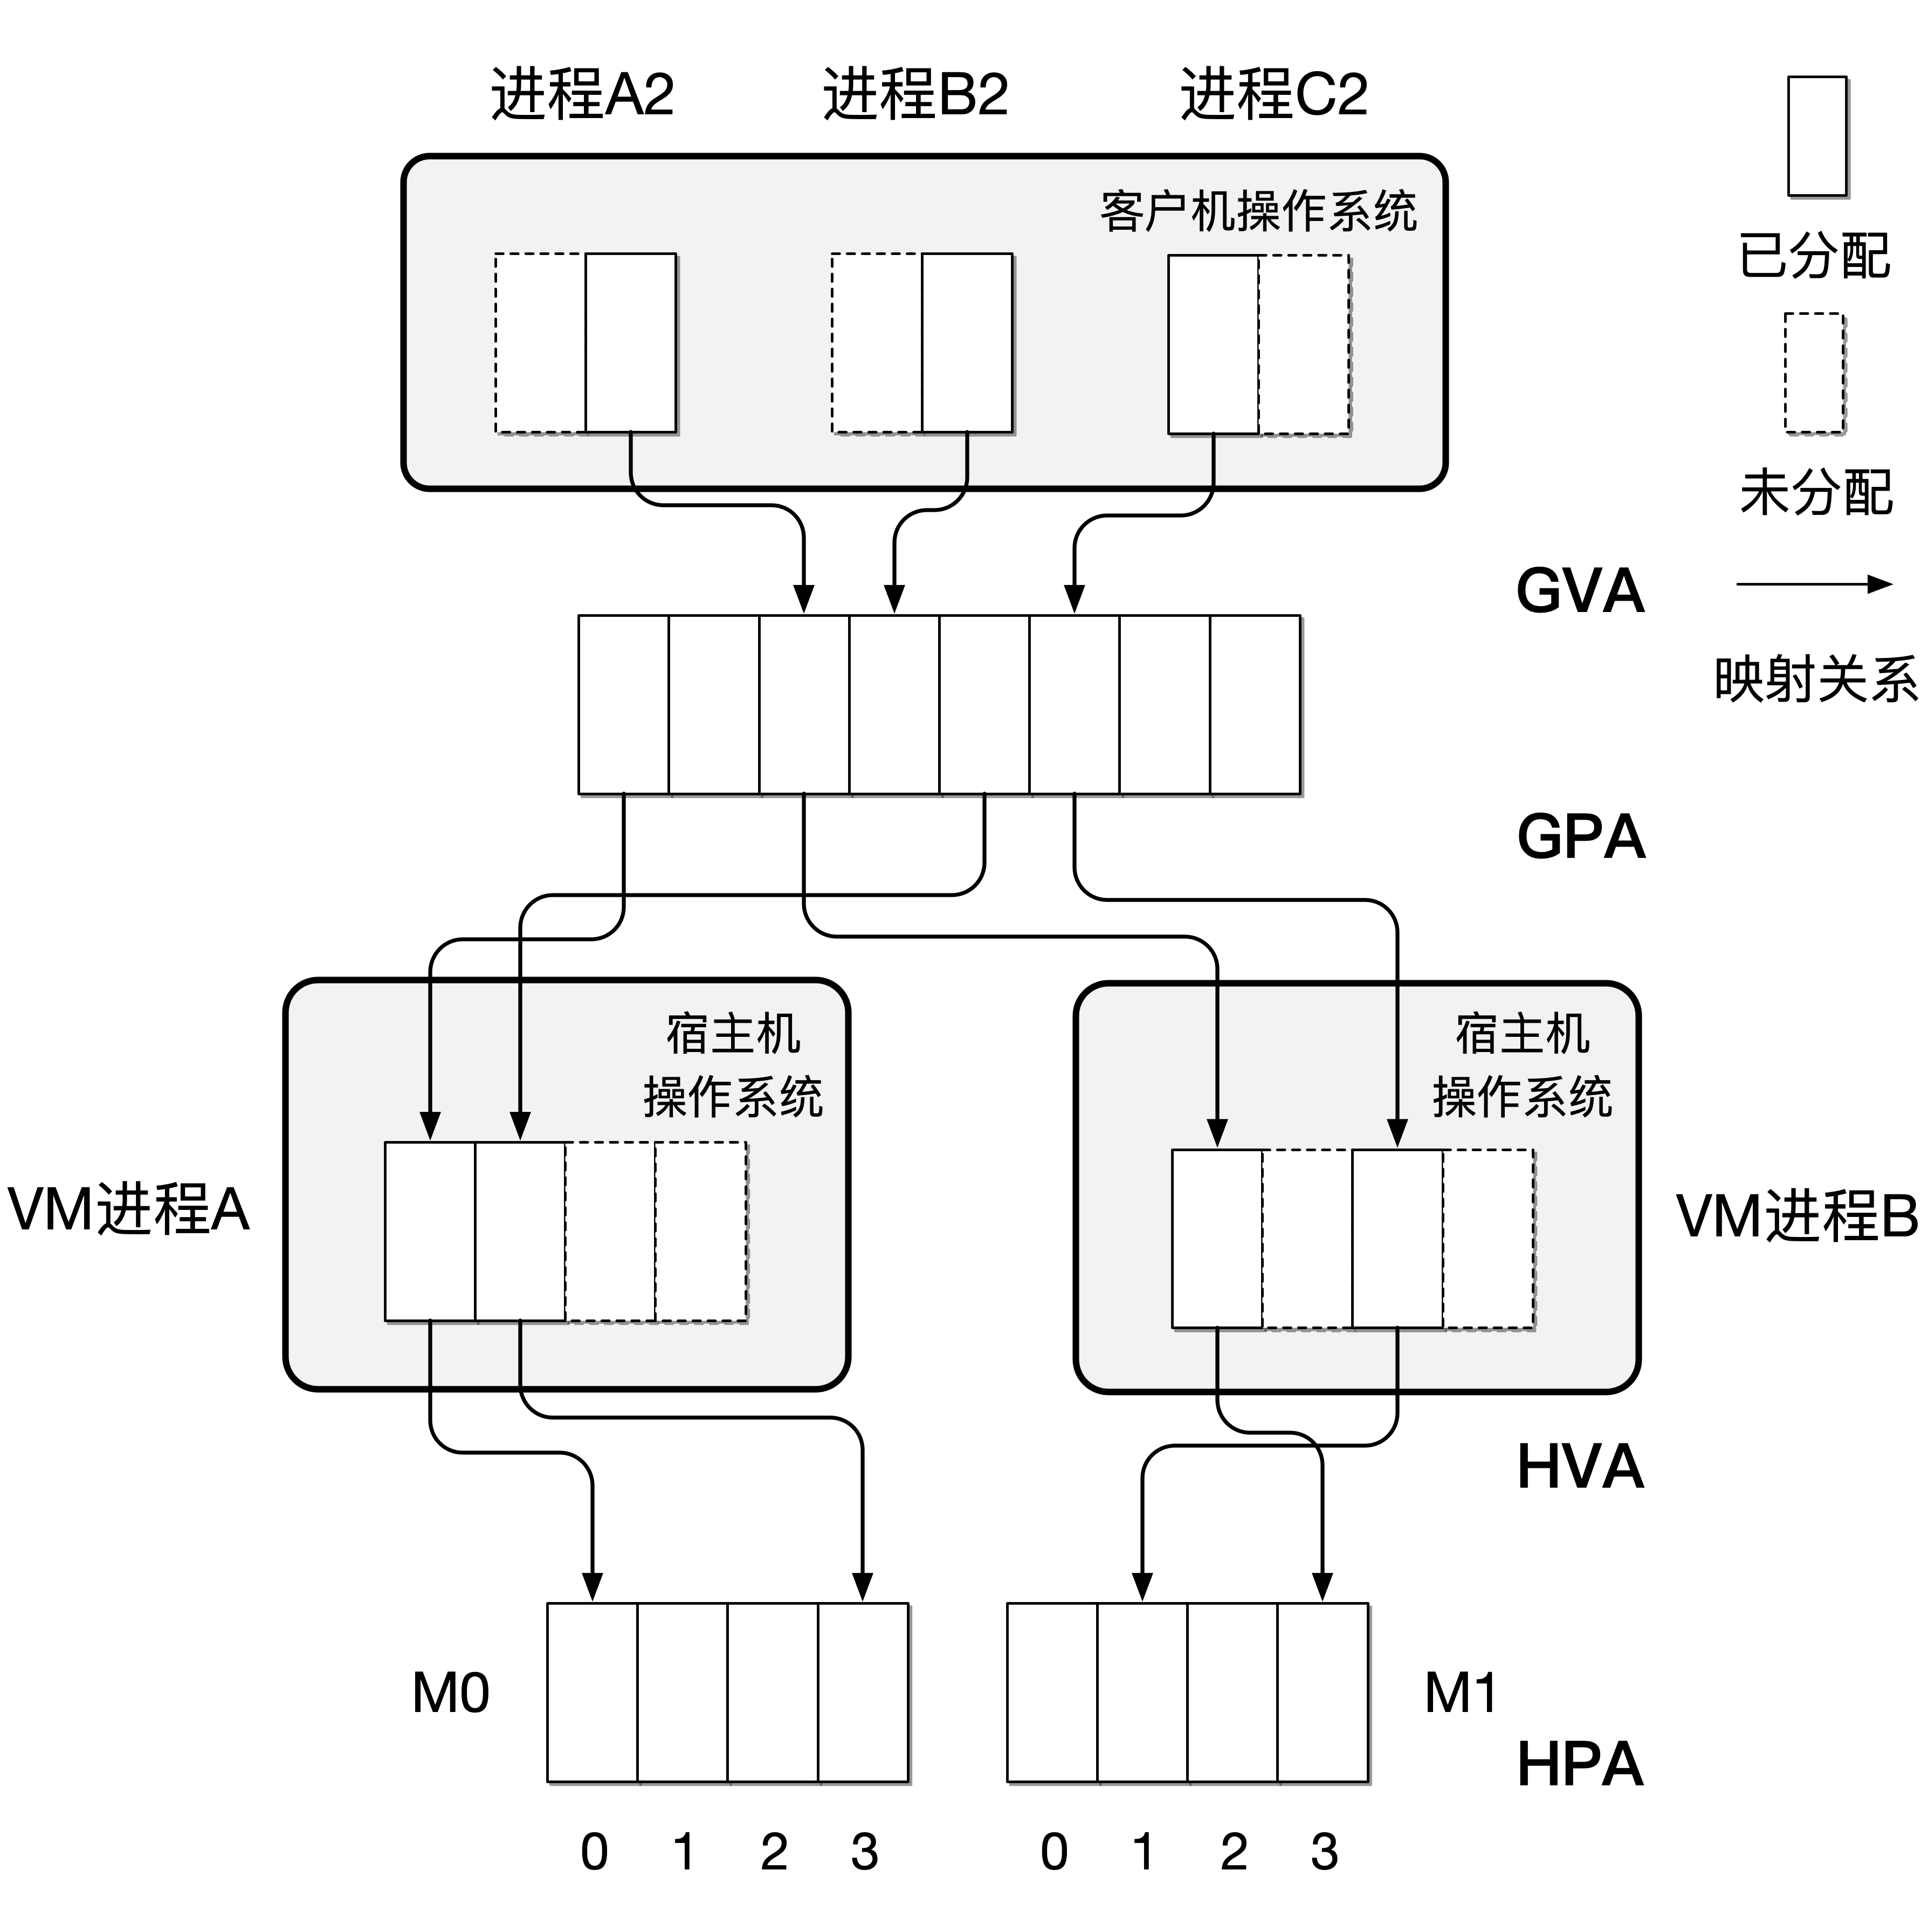 进程A2
进程B2
进程C2
客户机操作系统
已分配
未分配
GVA
映射关系
GPA
宿主机
操作系统
宿主机
操作系统
VM进程A
VM进程B
HVA
M0
M1
HPA
0 1 2 3
0 1 2 3